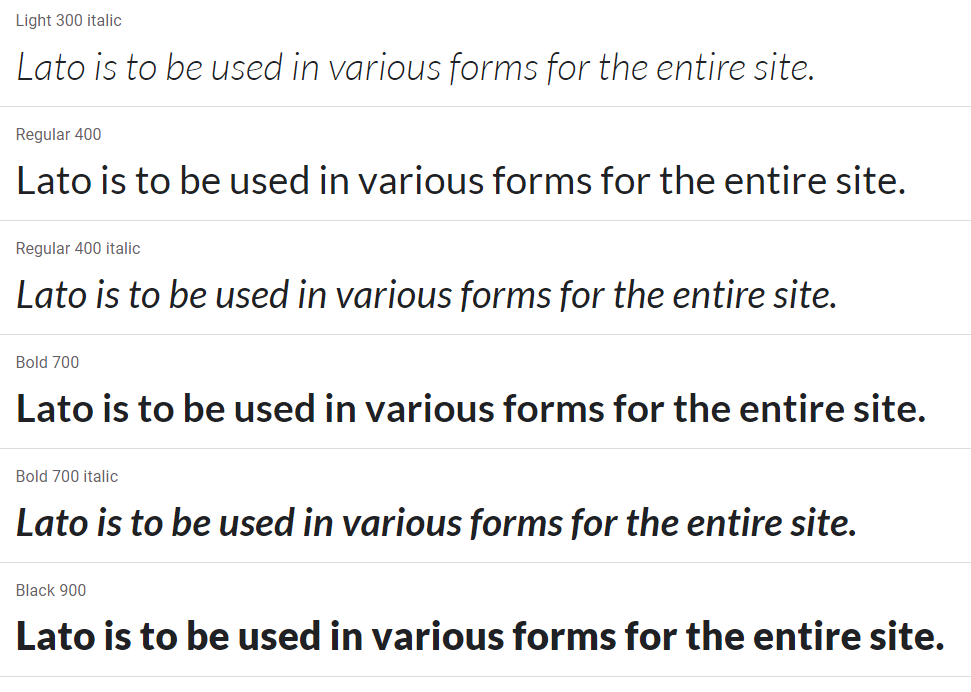 Light 300 italic
Lato is to be used in various forms for the entire site.
Regular 400
Lato is to be used in various forms for the entire site.
Regular 400 italic
Lato is to be used in various forms for the entire site.
Bold 700
Lato is to be used in various forms for the entire site.
Bold 700 italic
Lato is to be used in various forms for the entire site.
Black 900
Lato is to be used in various forms for the entire site.